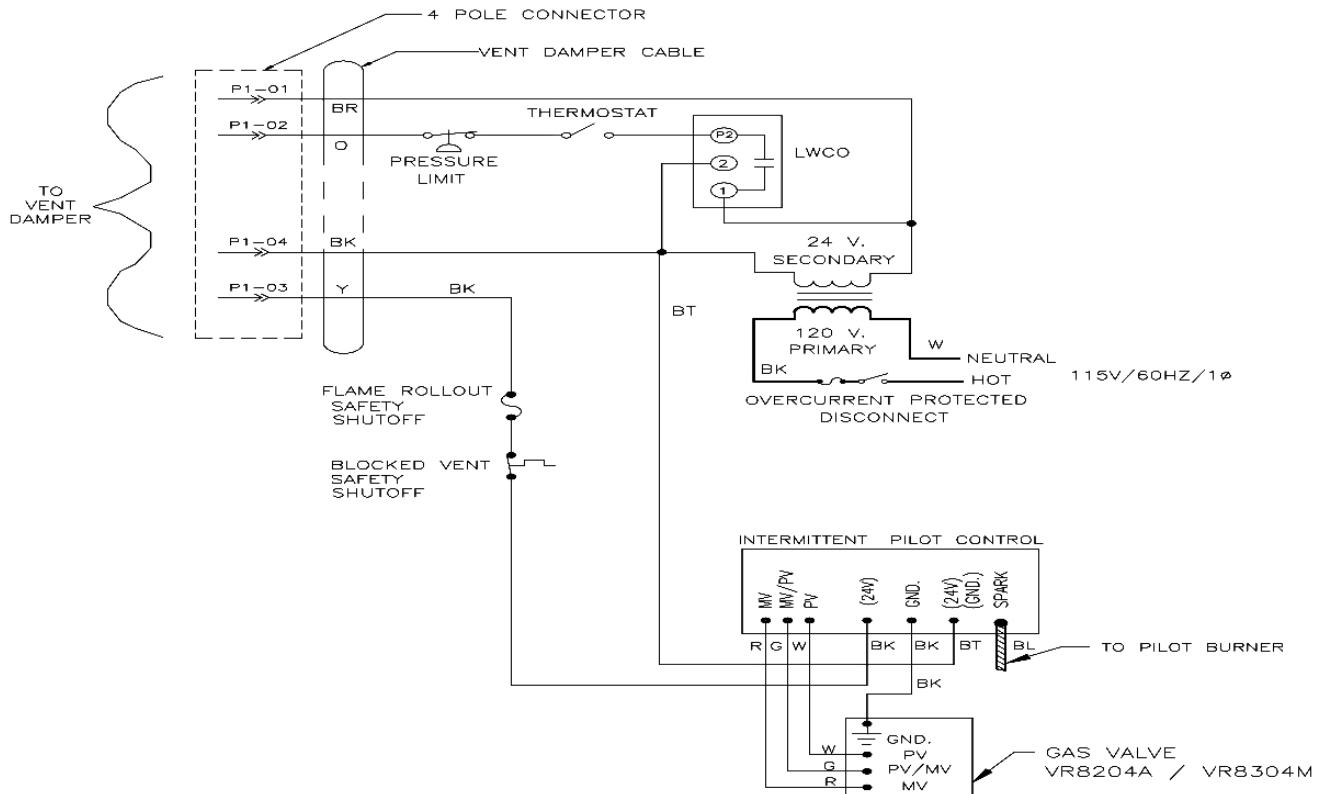 4 POLE CONNECTOR
VENT DAMPER CABLE
P1-01
BR
THERMOSTAT
P1-02
O
PRESSURE
LIMIT
P2
2
1
LWCO
TO
VENT
DAMPER
P1-04
BK
24 V.
SECONDARY
P1-03
Y
BK
BT
120 V.
PRIMARY
W
NEUTRAL
BK
HOT
115V/60HZ/1ø
OVERCURRENT PROTECTED
DISCONNECT
FLAME ROLLOUT
SAFETY
SHUTOFF
BLOCKED VENT
SAFETY
SHUTOFF
INTERMITTENT PILOT CONTROL
MV
MV/PV
PV
(24V)
GND.
(24V)
(GND.)
SPARK
R G W BK BK BT BL
TO PILOT BURNER
BK
GND.
W PV
G PV/MV
R MV
GAS VALVE
VR8204A / VR8304M